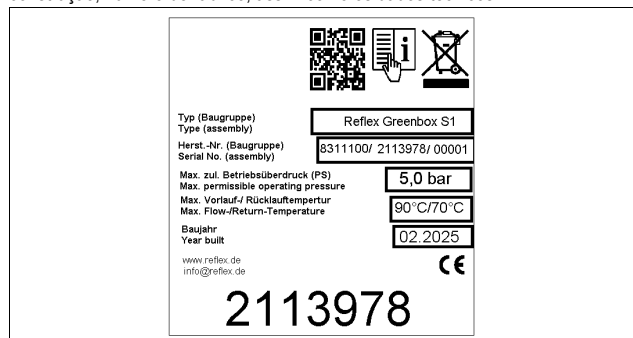 Typ (Baugruppe)
Type (assembly)
Reflex Greenbox S1
Herst.-Nr. (Baugruppe)
Serial No. (assembly)
8311100/ 2113978/ 00001
Max. zul. Betriebsüberdruck (PS)
Max. permissible operating pressure
5,0 bar
Max. Vorlauf-/ Rücklauftempertur
Max. Flow-/Return-Temperature
90°C/70°C
Baujahr
Year built
02.2025
www.reflex.de
info@reflex.de
CE
2113978